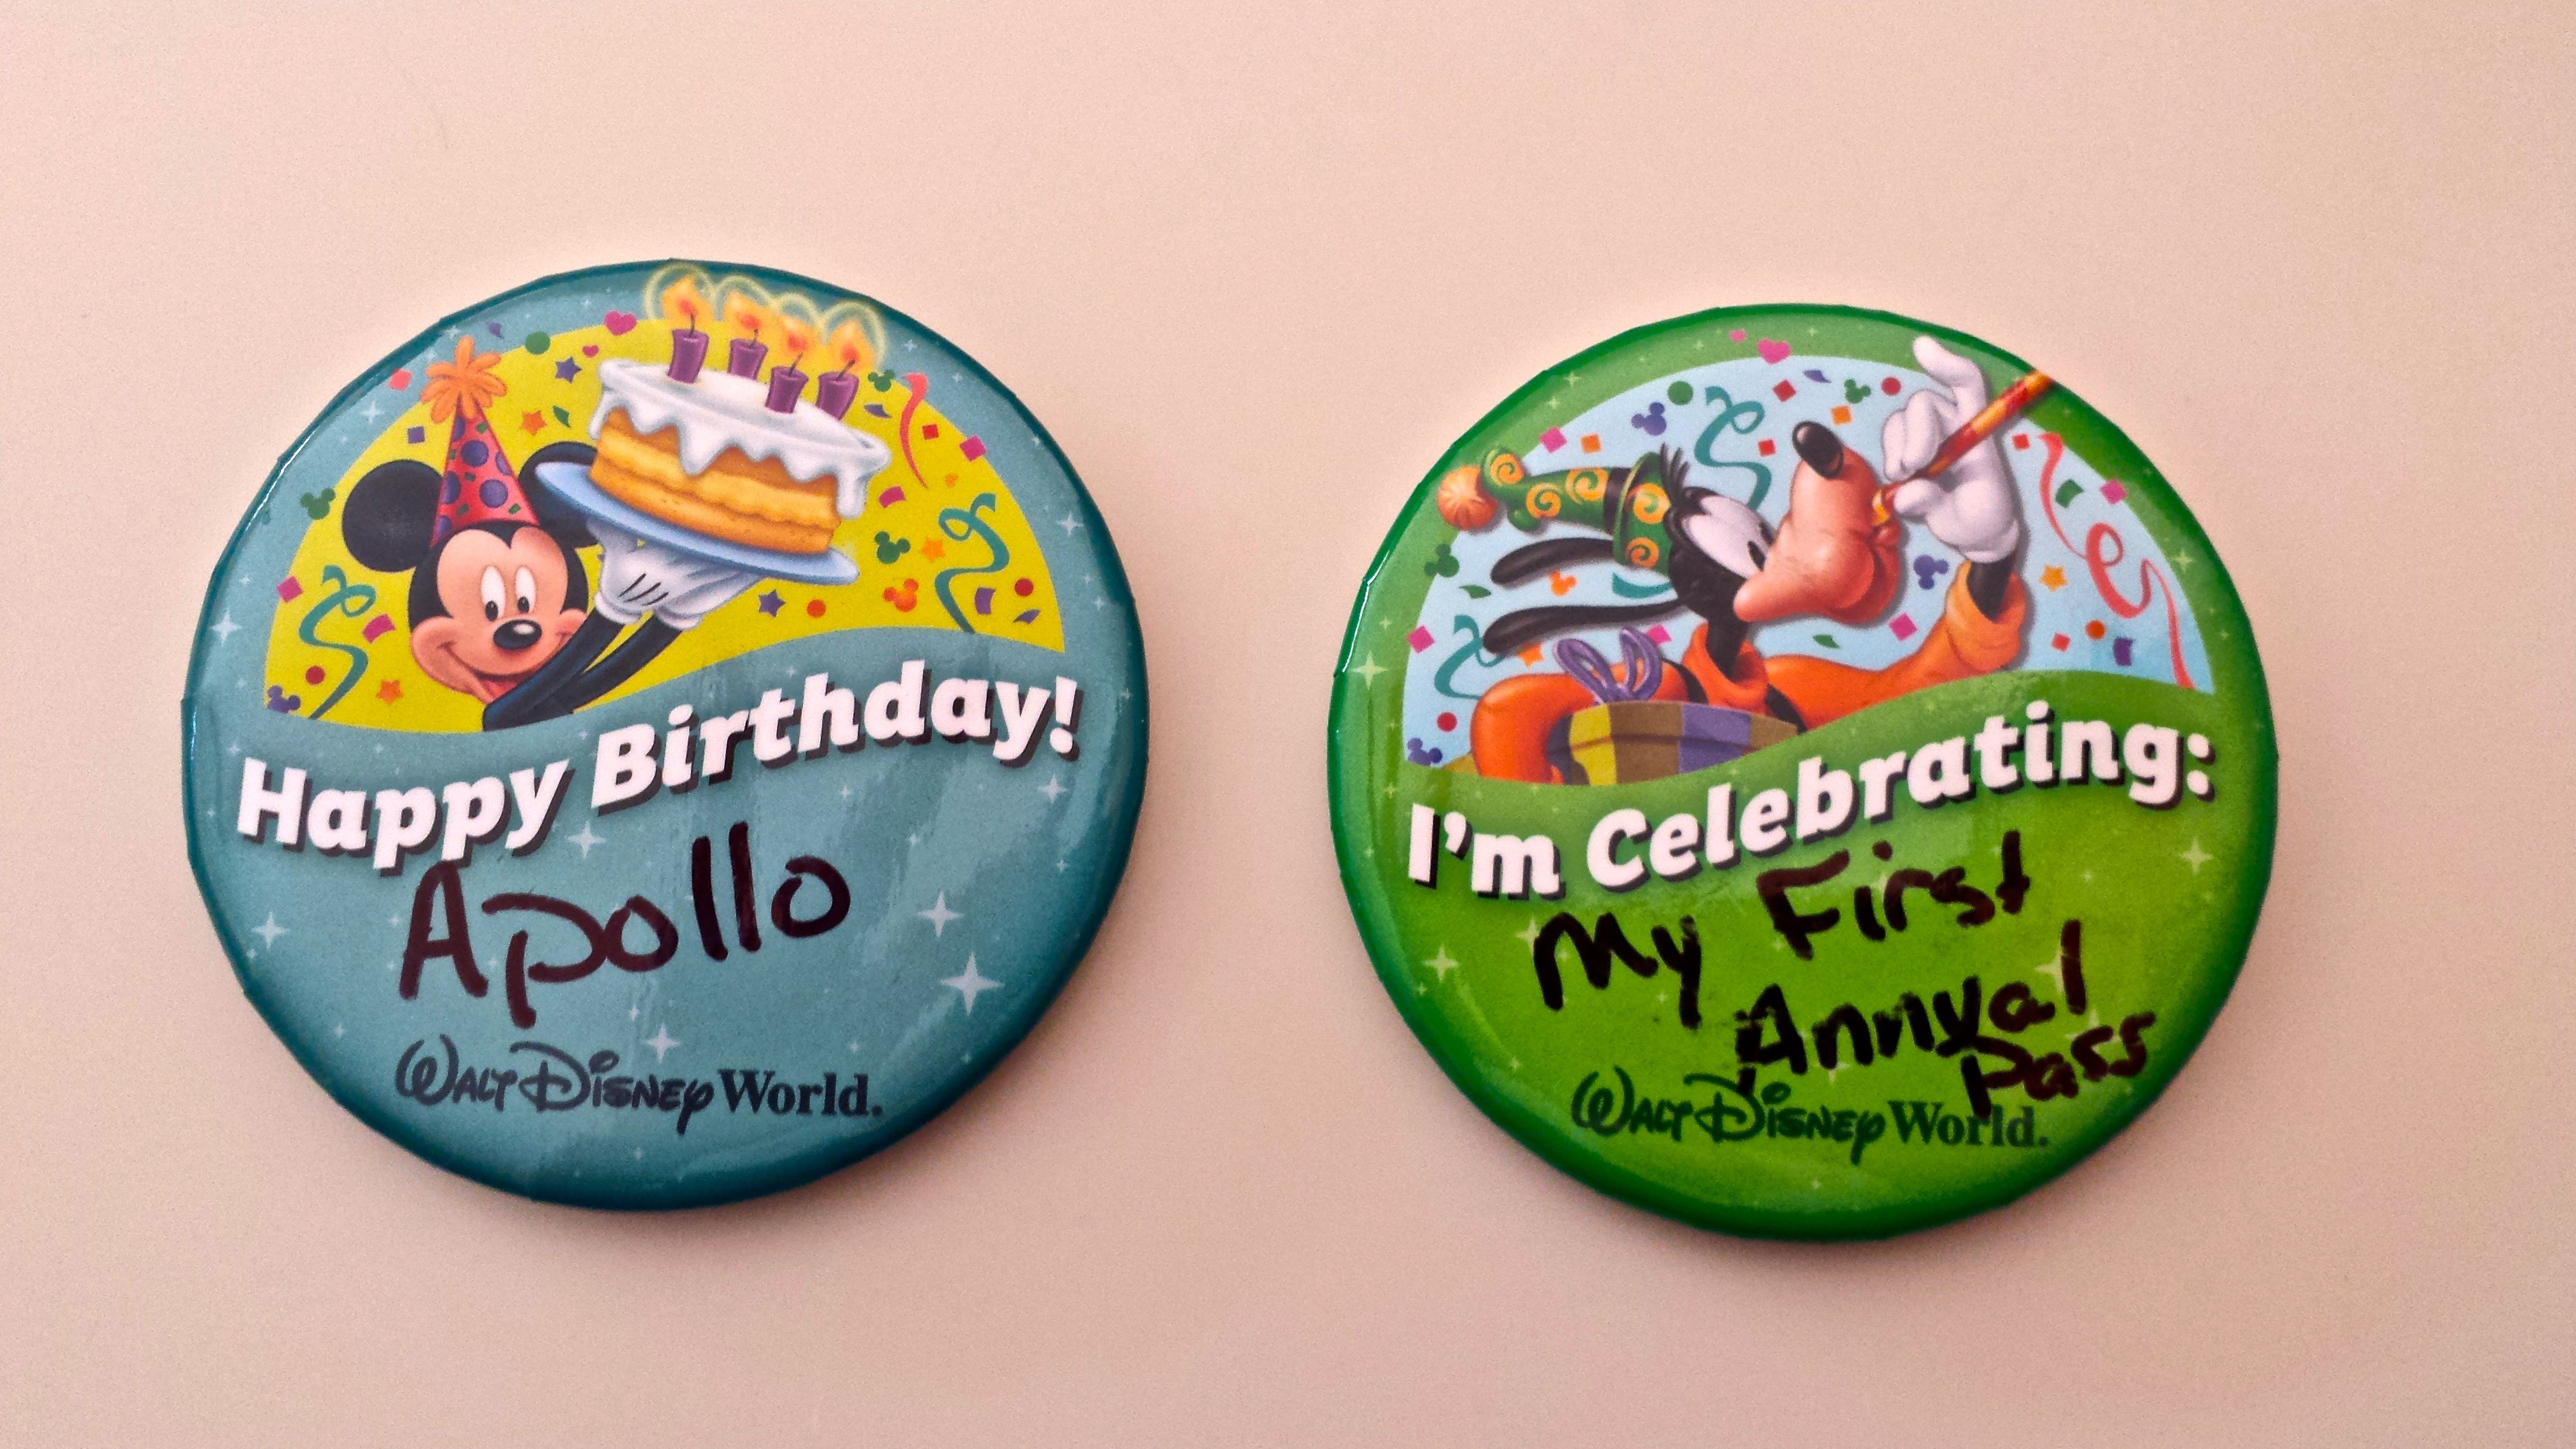 Happy Birthday!
Apollo
WALT DISNEY World.
I'm Celebrating:
My First
Annual
Pass
WALT DISNEY World.